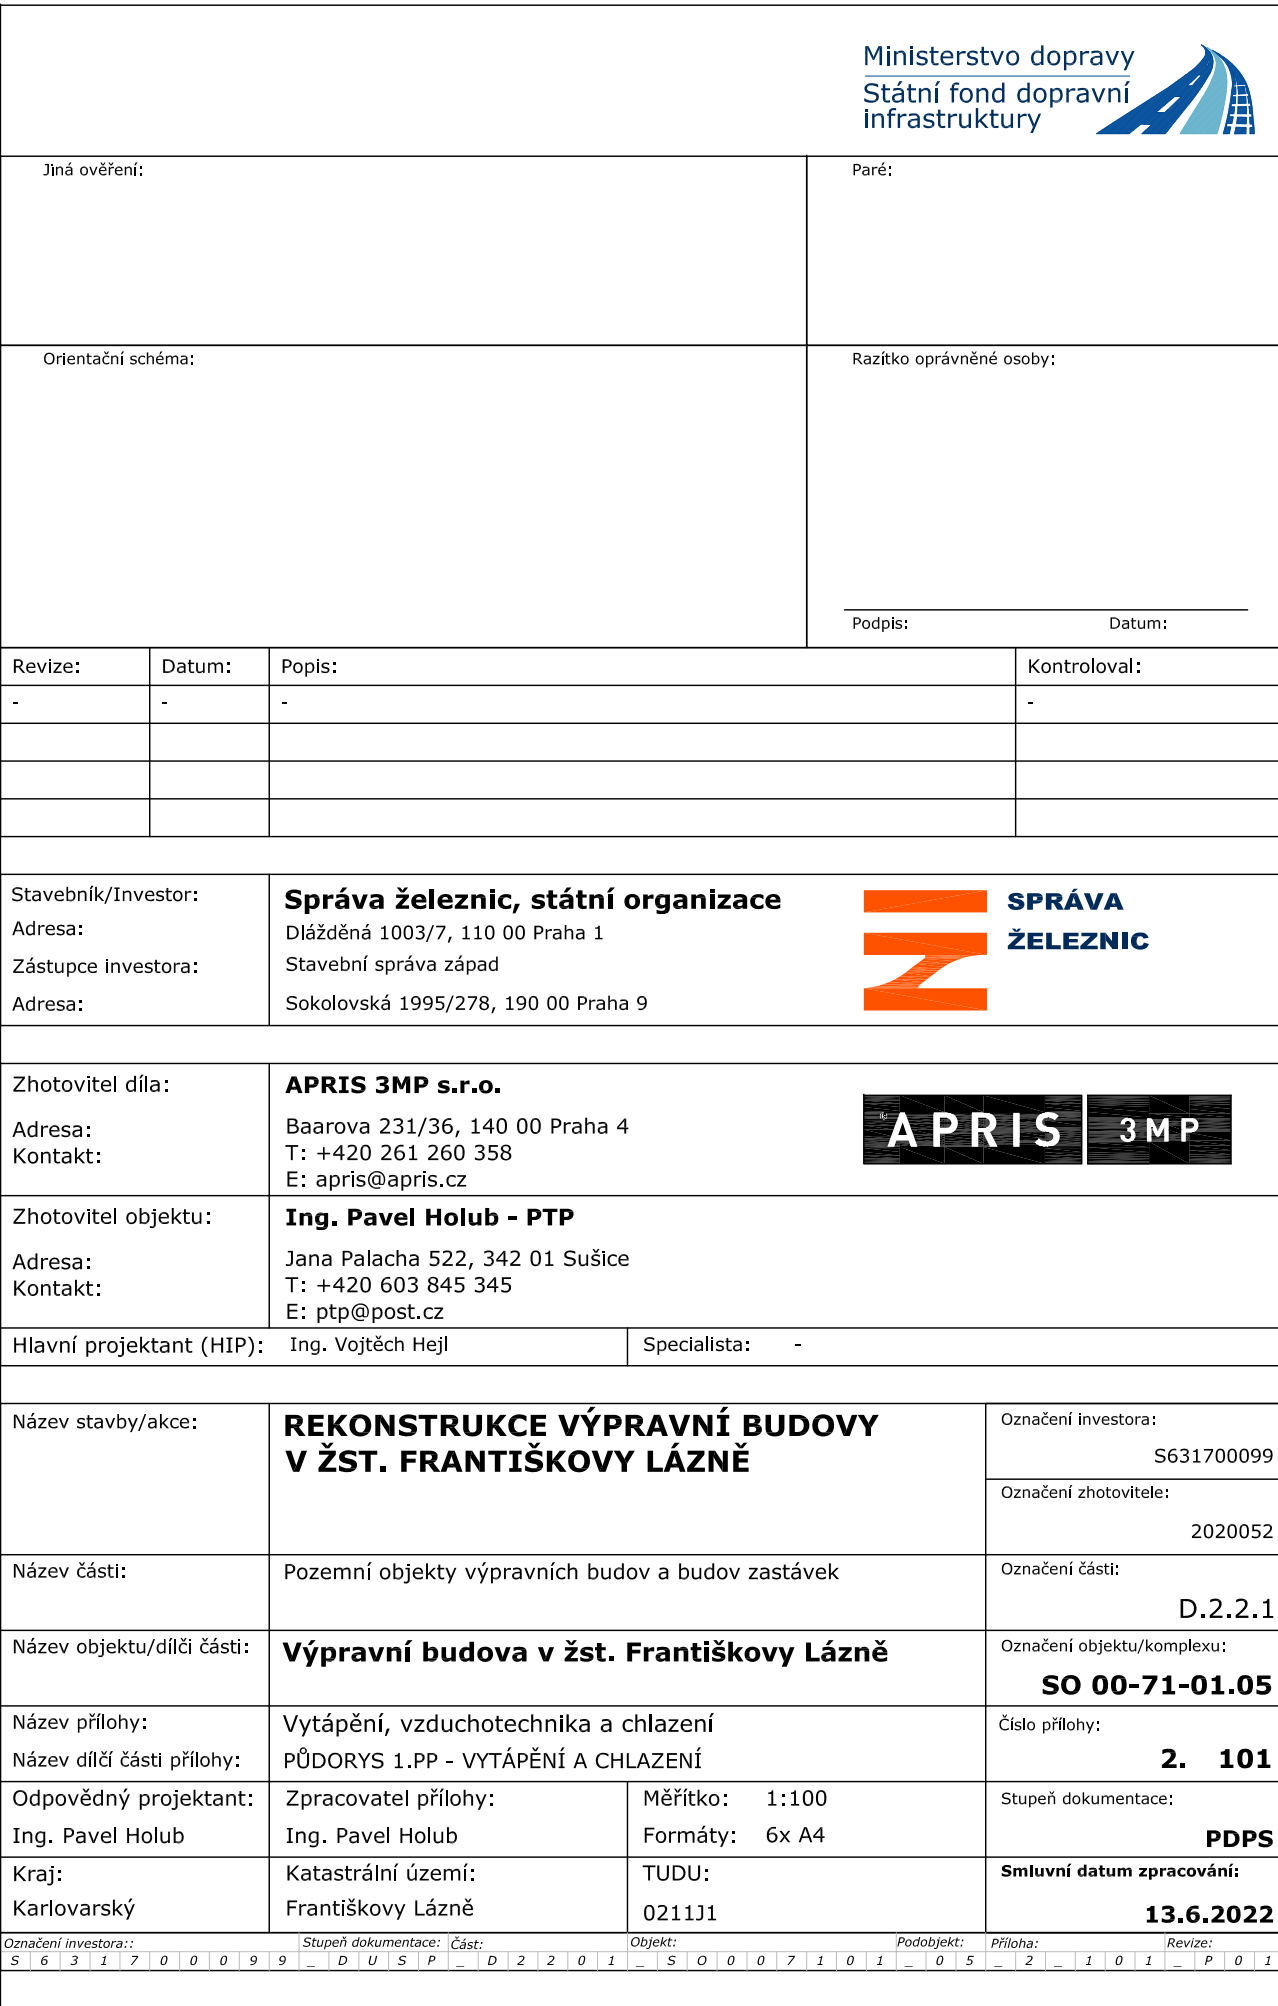 Ministerstvo dopravy
Státní fond dopravní
infrastruktury
Jiná ověření:
Paré:
Orientační schéma:
Razítko oprávněné osoby:
Podpis: Datum:
Revize: Datum: Popis: Kontroloval:
- - - -
Stavebník/Investor: Správa železnic, státní organizace
Adresa: Dlážděná 1003/7, 110 00 Praha 1
Zástupce investora: Stavební správa západ
Adresa: Sokolovská 1995/278, 190 00 Praha 9
SPRÁVA
ŽELEZNIC
Zhotovitel díla: APRIS 3MP s.r.o.
Adresa: Baarova 231/36, 140 00 Praha 4
Kontakt: T: +420 261 260 358
E: apris@apris.cz
® APRIS 3MP
Zhotovitel objektu: Ing. Pavel Holub - PTP
Adresa: Jana Palacha 522, 342 01 Sušice
Kontakt: T: +420 603 845 345
E: ptp@post.cz
Hlavní projektant (HIP): Ing. Vojtěch Hejl Specialista: -
Název stavby/akce: REKONSTRUKCE VÝPRAVNÍ BUDOVY
V ŽST. FRANTIŠKOVY LÁZNĚ
Označení investora:
S631700099
Označení zhotovitele:
2020052
Název části: Pozemní objekty výpravních budov a budov zastávek
Označení části:
D.2.2.1
Název objektu/dílči části: Výpravní budova v žst. Františkovy Lázně
Označení objektu/komplexu:
SO 00-71-01.05
Název přílohy: Vytápění, vzduchotechnika a chlazení
Název dílčí části přílohy: PŮDORYS 1.PP - VYTÁPĚNÍ A CHLAZENÍ
Číslo přílohy:
2. 101
Odpovědný projektant: Zpracovatel přílohy: Měřítko: 1:100
Ing. Pavel Holub Ing. Pavel Holub Formáty: 6x A4
Stupeň dokumentace:
PDPS
Kraj: Katastrální území: TUDU:
Karlovarský Františkovy Lázně 0211J1
Smluvní datum zpracování:
13.6.2022
Označení investora:: Stupeň dokumentace: Část: Objekt: Podobjekt: Příloha: Revize:
S 6 3 1 7 0 0 0 9 9 _ D U S P _ D 2 2 0 1 _ S O 0 0 7 1 0 1 _ 0 5 _ 2 _ 1 0 1 _ P 0 1